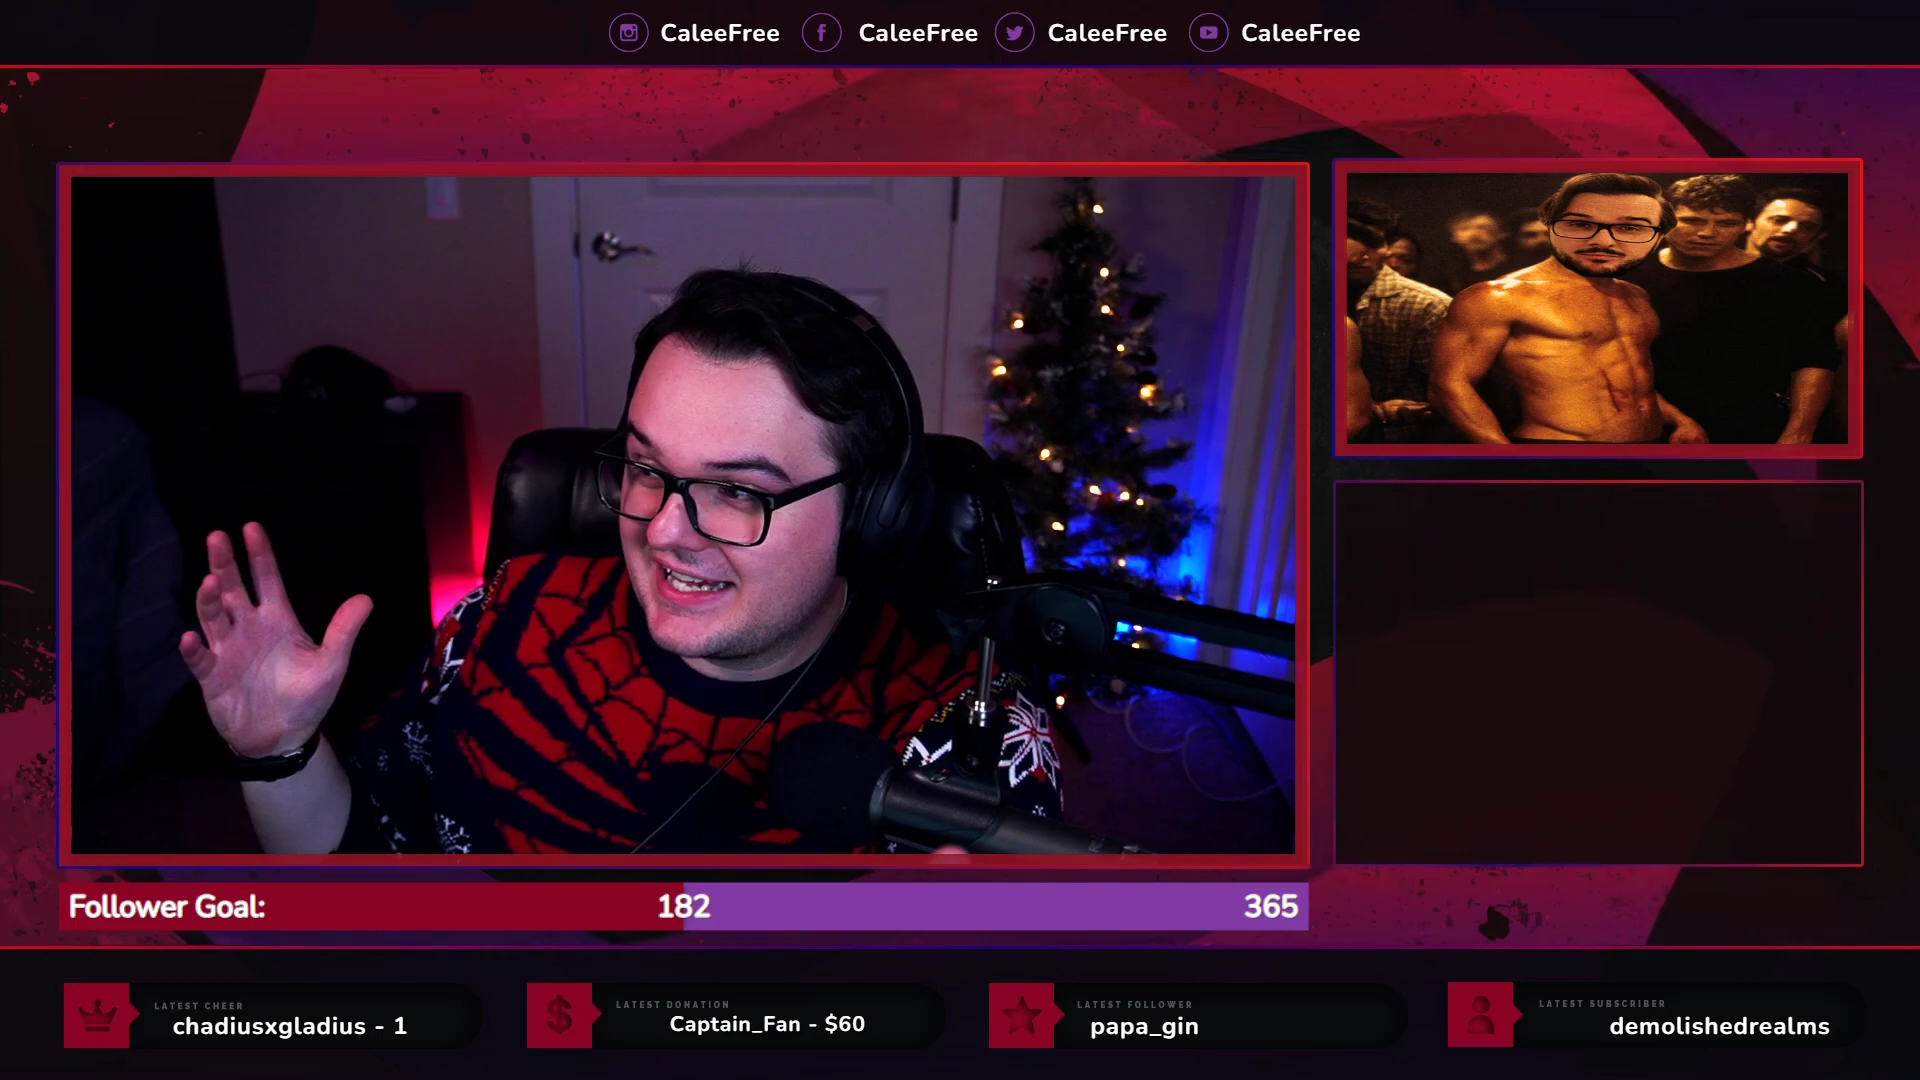 CaleeFree CaleeFree CaleeFree CaleeFree
Follower Goal: 182 365
LATEST CHEER
chadiusxgladius - 1
LATEST DONATION
Captain_Fan - $60
LATEST FOLLOWER
papa_gin
LATEST SUBSCRIBER
demolishedrealms